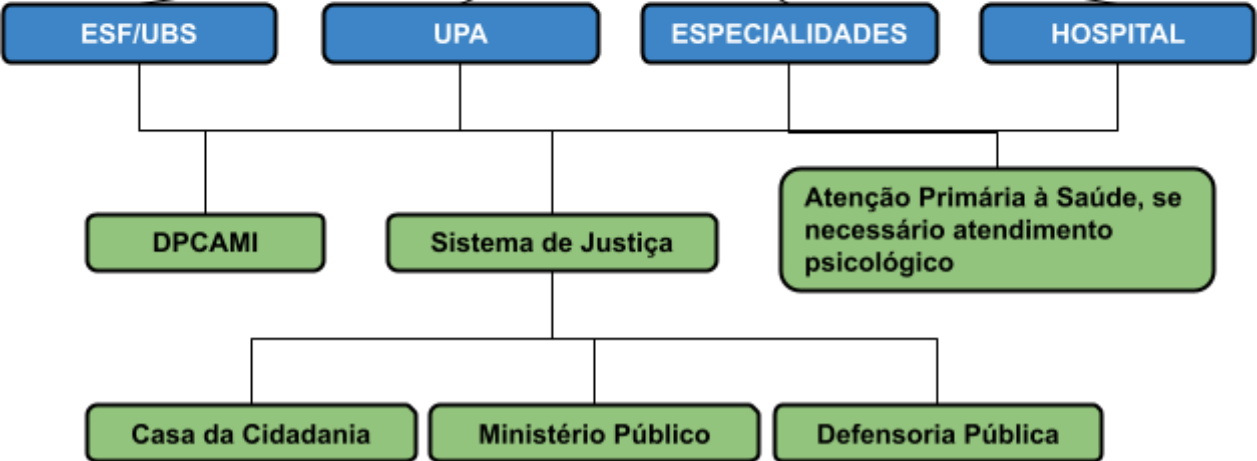 ESF/UBS
UPA
ESPECIALIDADES
HOSPITAL
DPCAMI
Sistema de Justiça
Atenção Primária à Saúde, se
necessário atendimento
psicológico
Casa da Cidadania
Ministério Público
Defensoria Pública